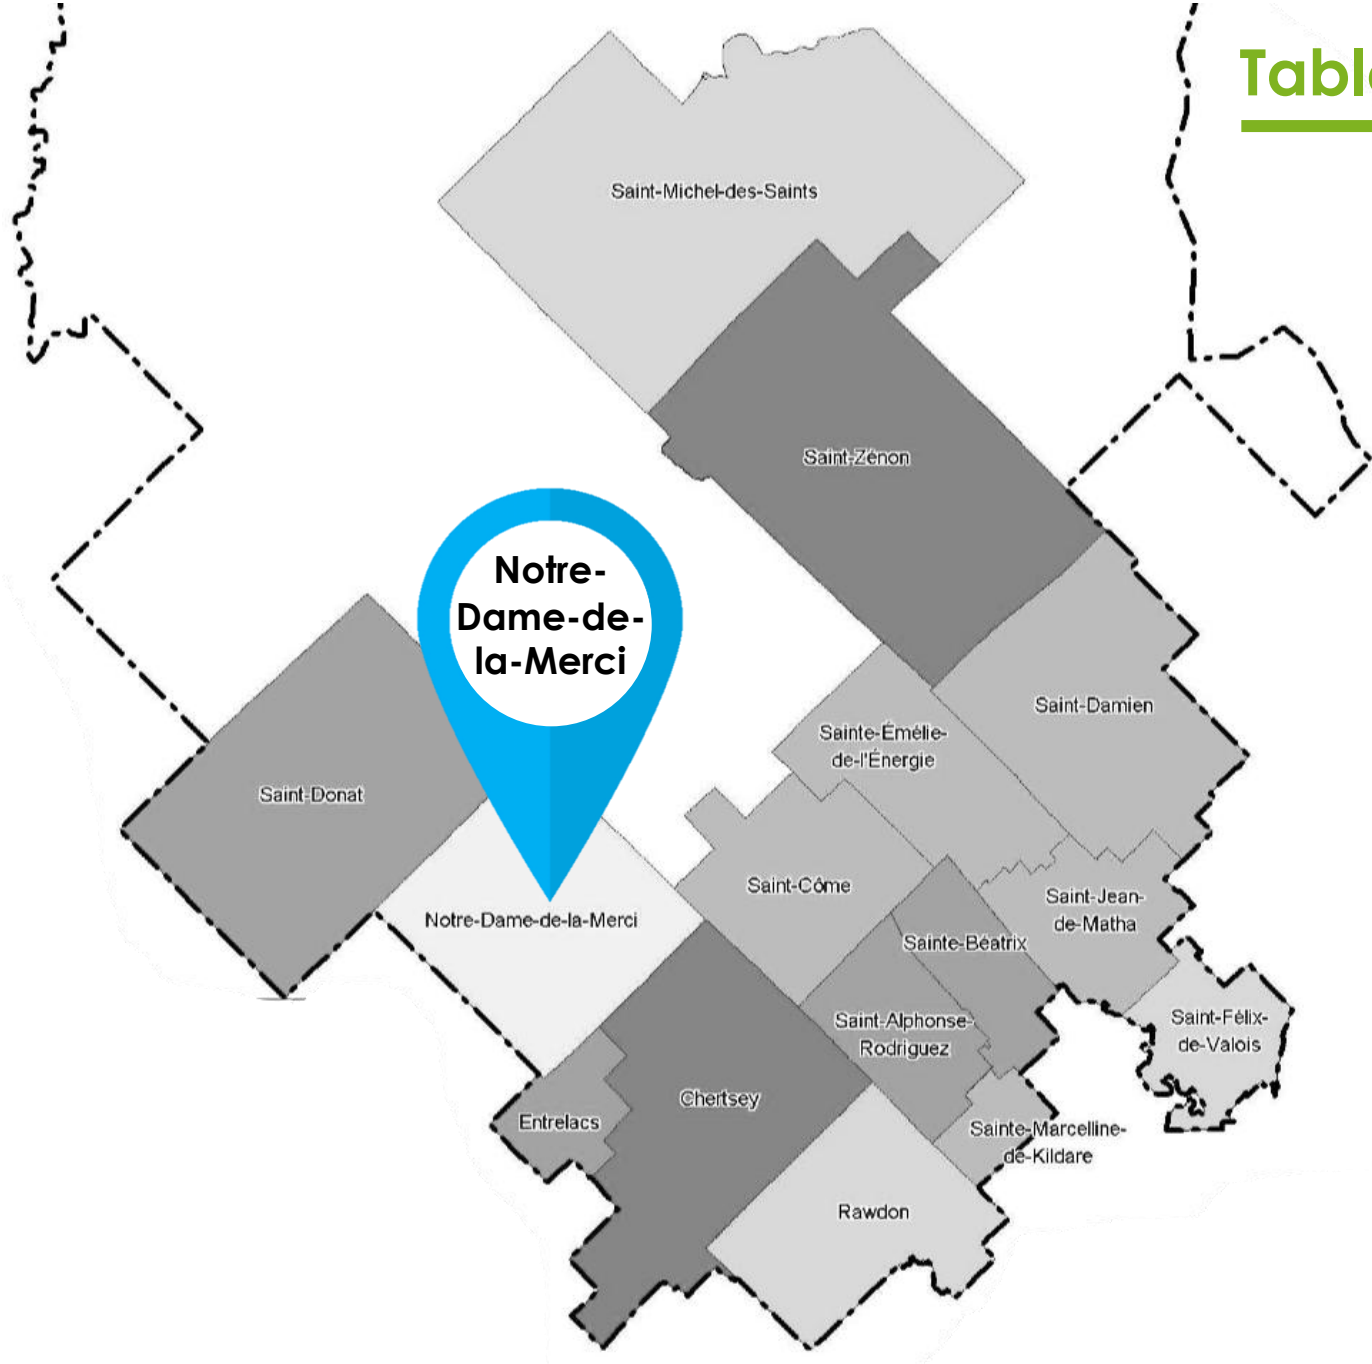 Saint-Michel-des-Saints
Saint-Zénon
Notre-
Dame-de-
la-Merci
Saint-Damien
Sainte-Émélie-
de-l'Énergie
Saint-Donat
Saint-Côme
Saint-Jean-
de-Matha
Notre-Dame-de-la-Merci
Sainte-Béatrix
Saint-Alphonse-
Rodriguez
Saint-Félix-
de-Valois
Chertsey
Entrelacs
Sainte-Marcelline-
de-Kildare
Rawdon